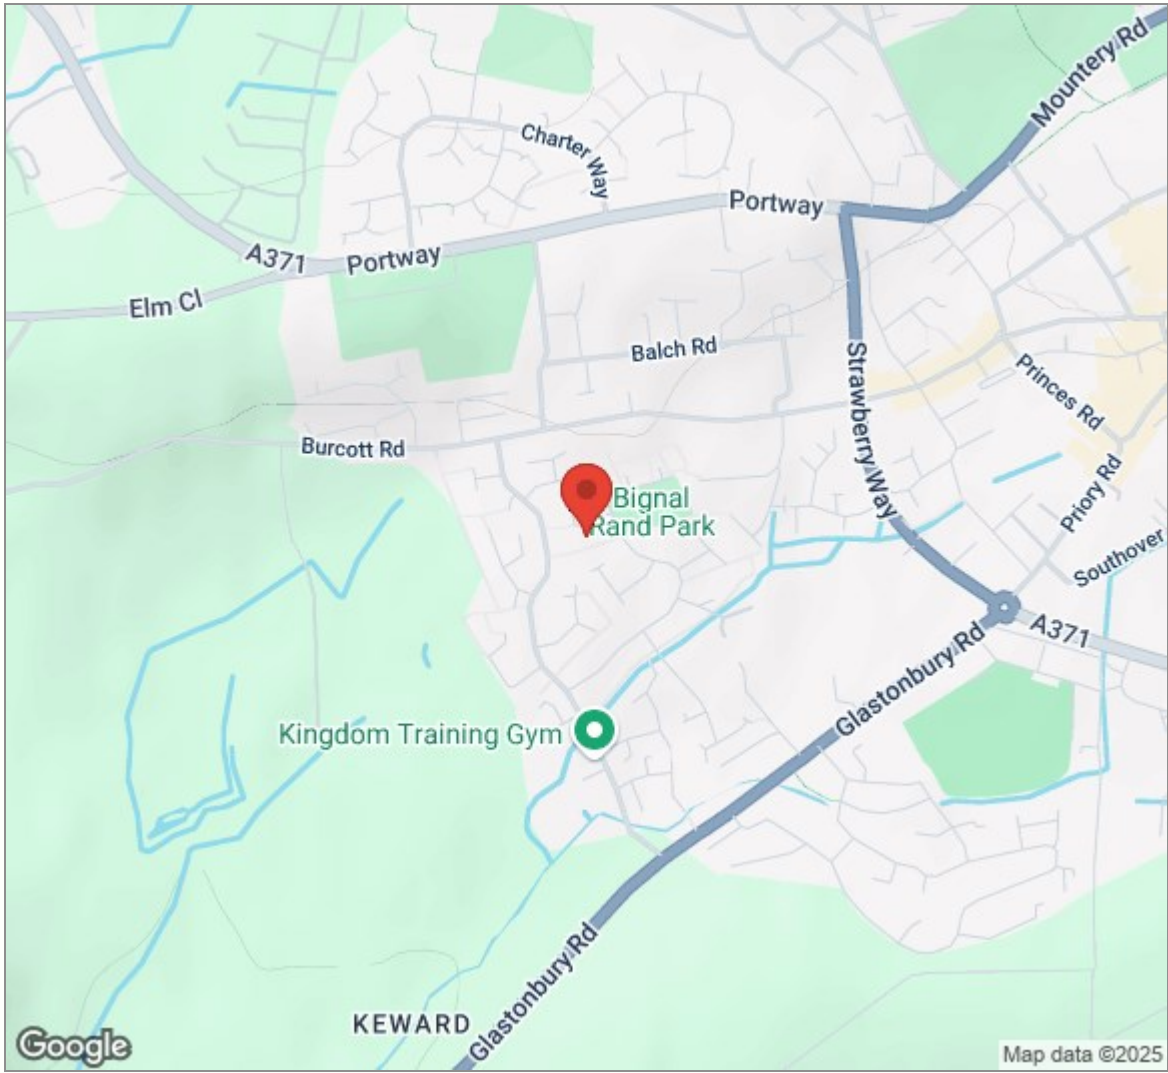 Mountery Rd
Charter Way
Portway
A371
Portway
Elm Cl
Balch Rd
Strawberry Way
Princes Rd
Burcott Rd
Priory Rd
Bignal
Rand Park
Southover
A371
Glastonbury Rd
Kingdom Training Gym
Glastonbury Rd
KEWARD
Google
Map data ©2025